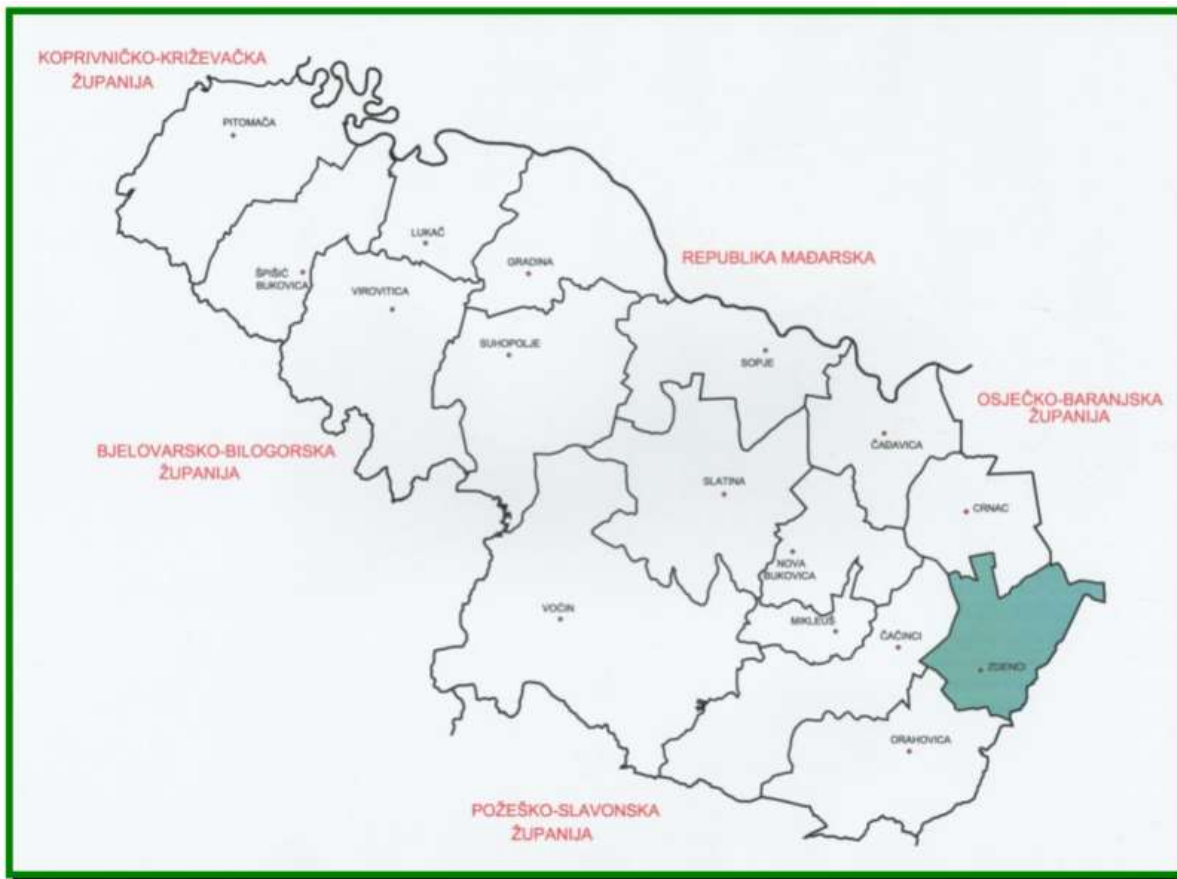 KOPRIVNIČKO-KRIŽEVAČKA
ŽUPANIJA
PITOMAČA
LUKAČ
REPUBLIKA MAĐARSKA
GRADINA
ŠPIŠIĆ
BUKOVICA
VIROVITICA
SUHOPOLJE
SOPJE
OSJEČKO-BARANJSKA
ŽUPANIJA
ČAĐAVICA
BJELOVARSKO-BILOGORSKA
ŽUPANIJA
SLATINA
CRNAC
NOVA
BUKOVICA
VOĆIN
MIKLEUŠ
ČAČINCI
ZDENCI
ORAHOVICA
POŽEŠKO-SLAVONSKA
ŽUPANIJA